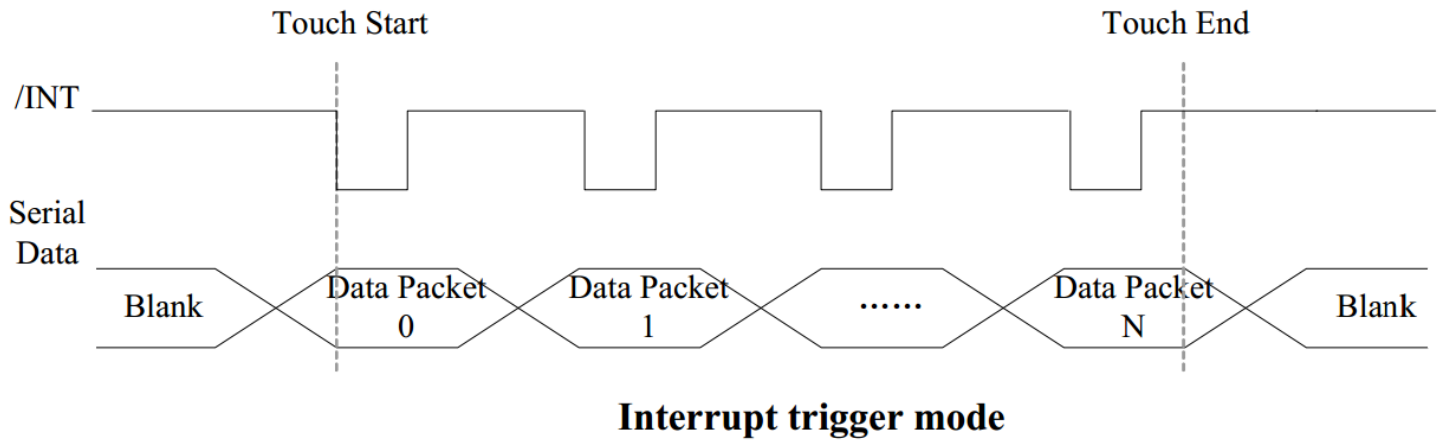 Touch Start
Touch End
/INT
Serial
Data
Blank
Data Packet
0
Data Packet
1
......
Data Packet
N
Blank
Interrupt trigger mode